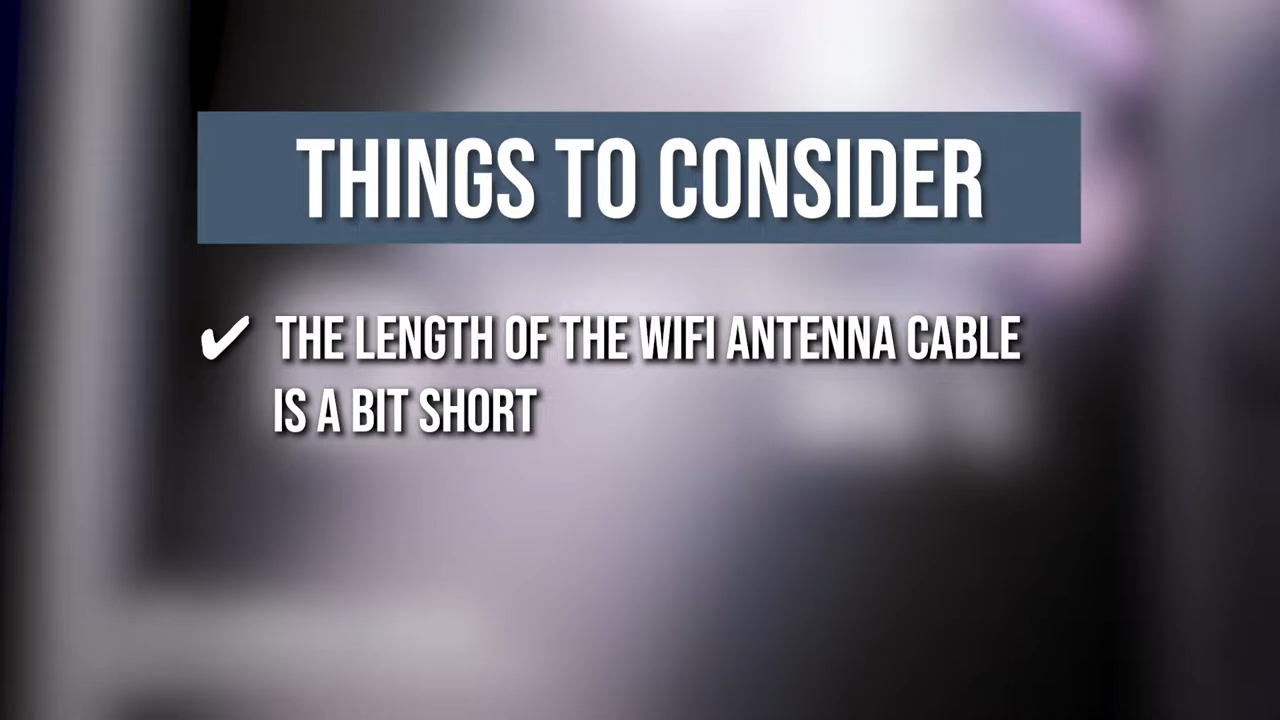 THINGS TO CONSIDER
✔ THE LENGTH OF THE WIFI ANTENNA CABLE
IS A BIT SHORT